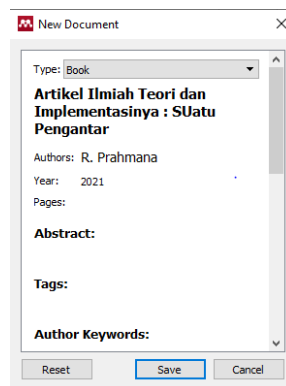 New Document
Type: Book
Artikel Ilmiah Teori dan
Implementasinya : SUatu
Pengantar
Authors: R. Prahmana
Year: 2021
Pages:
Abstract:
Tags:
Author Keywords:
Reset Save Cancel